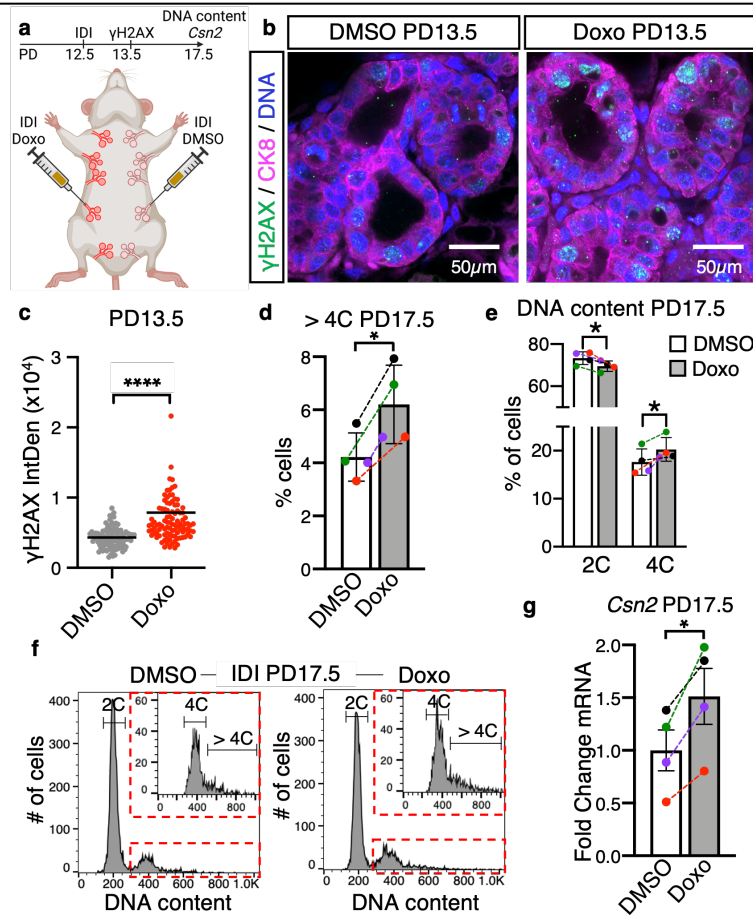 a
DNA content
IDI γH2AX Csn2
PD 12.5 13.5 17.5
IDI
Doxo
IDI
DMSO
b
DMSO PD13.5
Doxo PD13.5
γH2AX / CK8 / DNA
50µm
50µm
c
PD13.5
γH2AX IntDen (x10⁴)
3
2
1
0
****
DMSO
Doxo
d
> 4C PD17.5
% cells
8
6
4
2
0
*
DMSO
Doxo
e
DNA content PD17.5
% of cells
80
60
20
10
0
*
*
DMSO
Doxo
2C
4C
f
DMSO IDI PD17.5 Doxo
# of cells
400
300
200
100
0
2C
60
40
20
0
4C
> 4C
0 400 800
0 200 400 600 800 1.0K
DNA content
# of cells
400
300
200
100
0
2C
60
40
20
0
4C
> 4C
0 400 800
0 200 400 600 800 1.0K
DNA content
g
Csn2 PD17.5
Fold Change mRNA
2.0
1.5
1.0
0.5
0.0
*
DMSO
Doxo